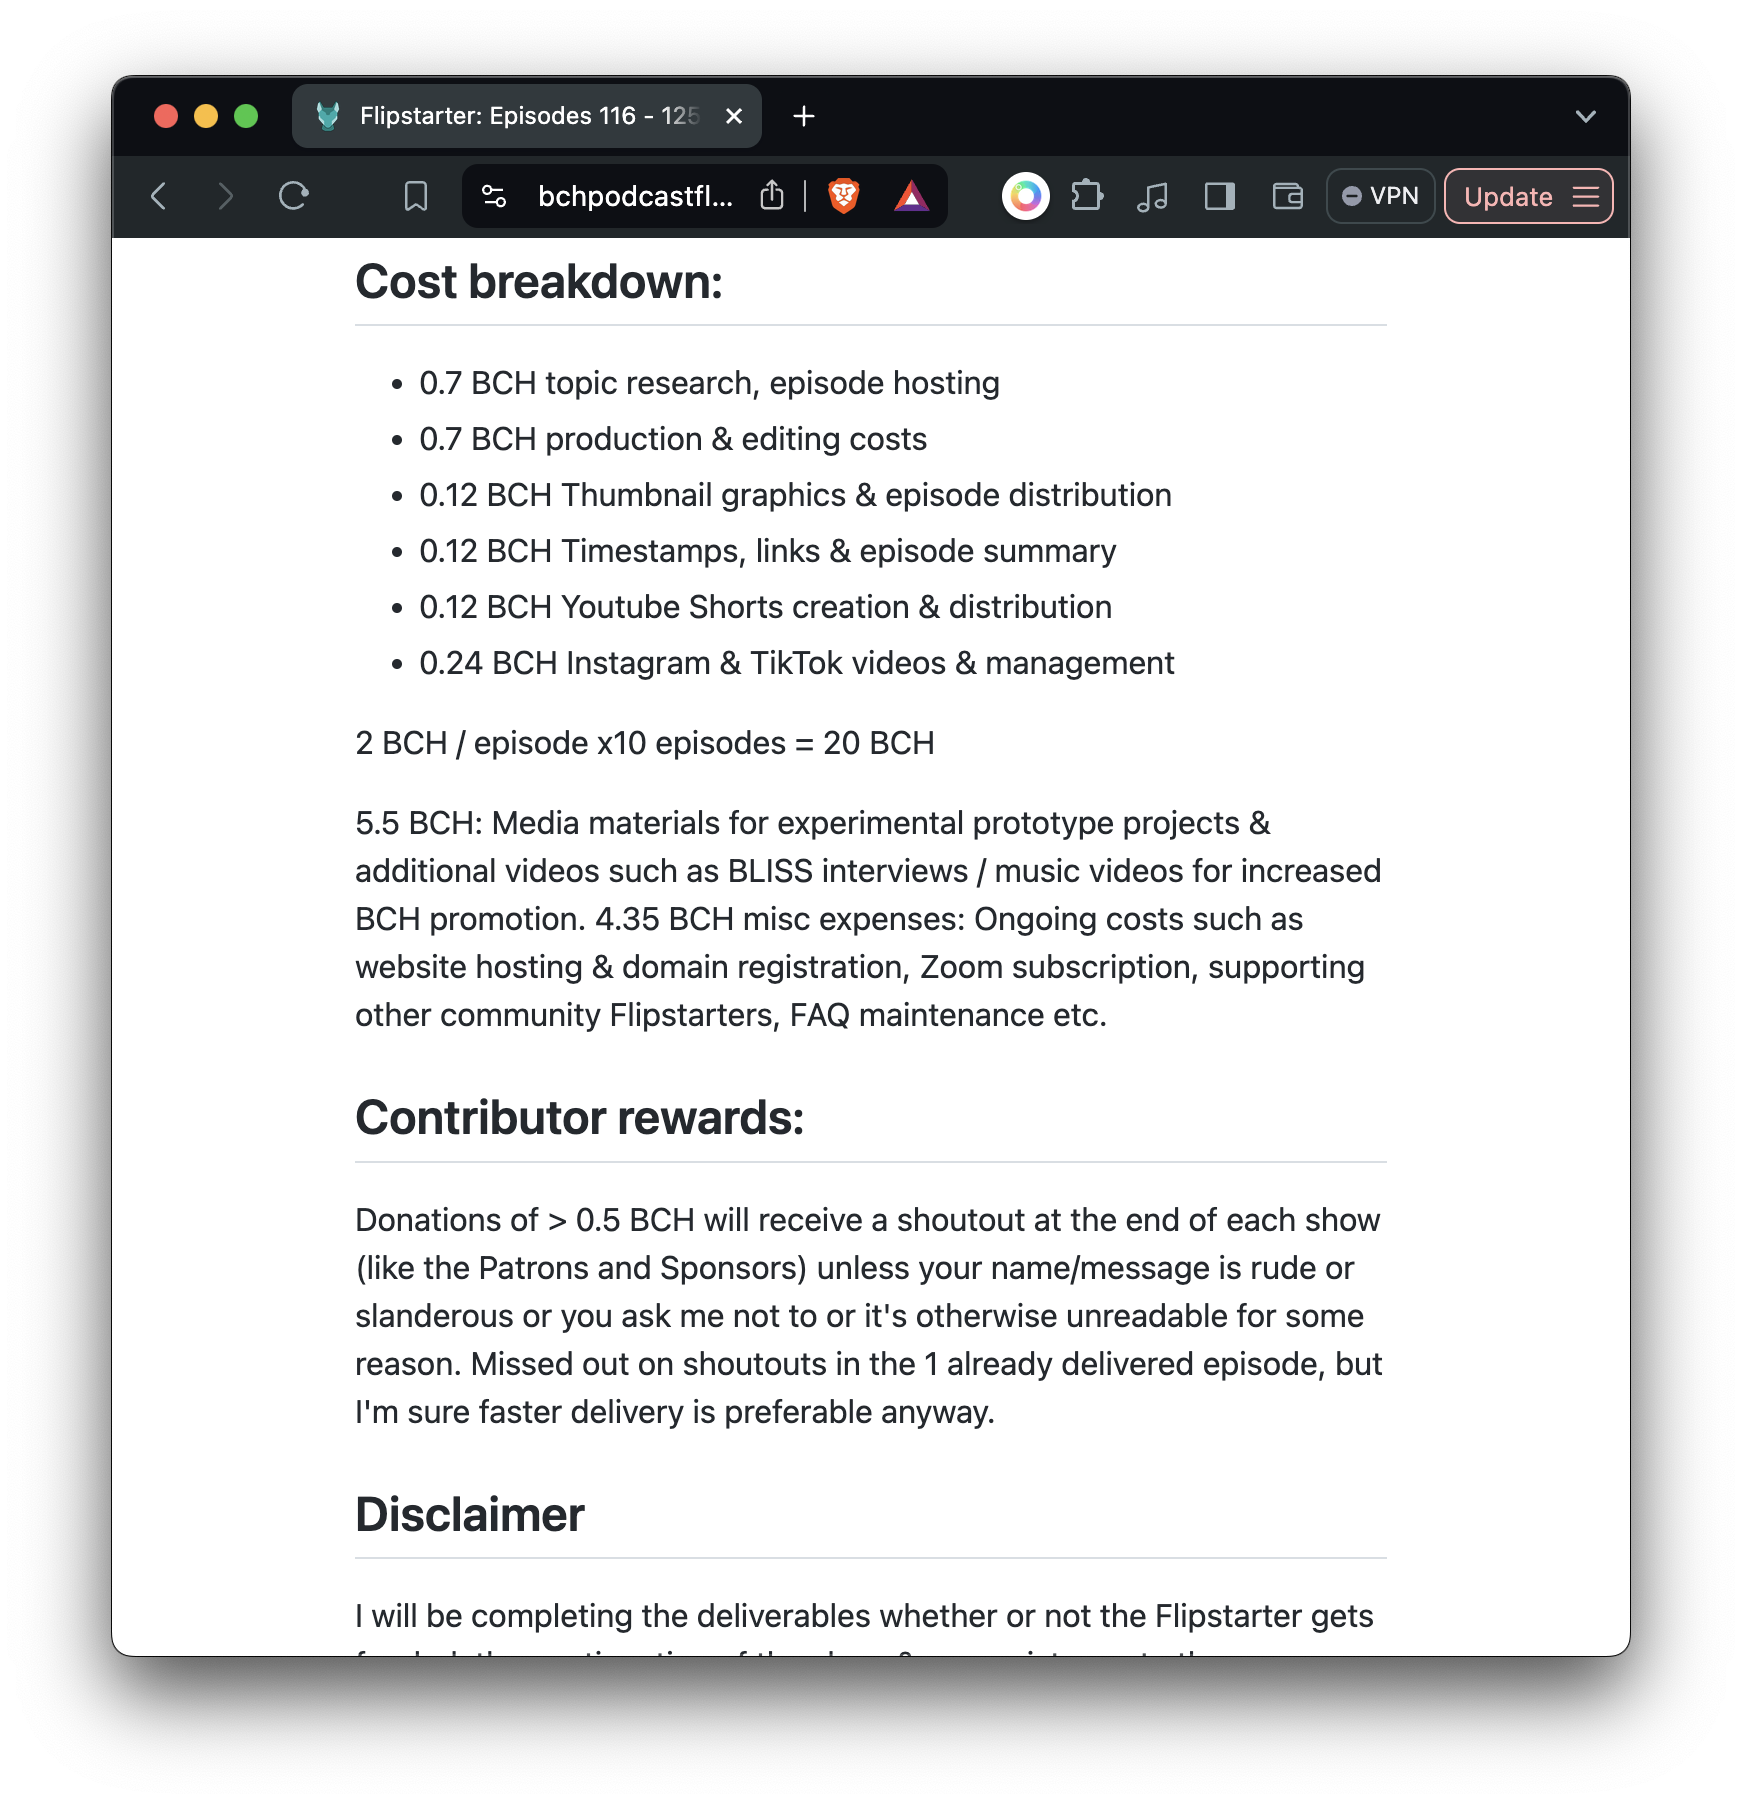 Flipstarter: Episodes 116 - 125
bchpodcastfl...
VPN
Update
Cost breakdown:
• 0.7 BCH topic research, episode hosting
• 0.7 BCH production & editing costs
• 0.12 BCH Thumbnail graphics & episode distribution
• 0.12 BCH Timestamps, links & episode summary
• 0.12 BCH Youtube Shorts creation & distribution
• 0.24 BCH Instagram & TikTok videos & management
2 BCH / episode x10 episodes = 20 BCH
5.5 BCH: Media materials for experimental prototype projects &
additional videos such as BLISS interviews / music videos for increased
BCH promotion. 4.35 BCH misc expenses: Ongoing costs such as
website hosting & domain registration, Zoom subscription, supporting
other community Flipstarters, FAQ maintenance etc.
Contributor rewards:
Donations of > 0.5 BCH will receive a shoutout at the end of each show
(like the Patrons and Sponsors) unless your name/message is rude or
slanderous or you ask me not to or it's otherwise unreadable for some
reason. Missed out on shoutouts in the 1 already delivered episode, but
I'm sure faster delivery is preferable anyway.
Disclaimer
I will be completing the deliverables whether or not the Flipstarter gets